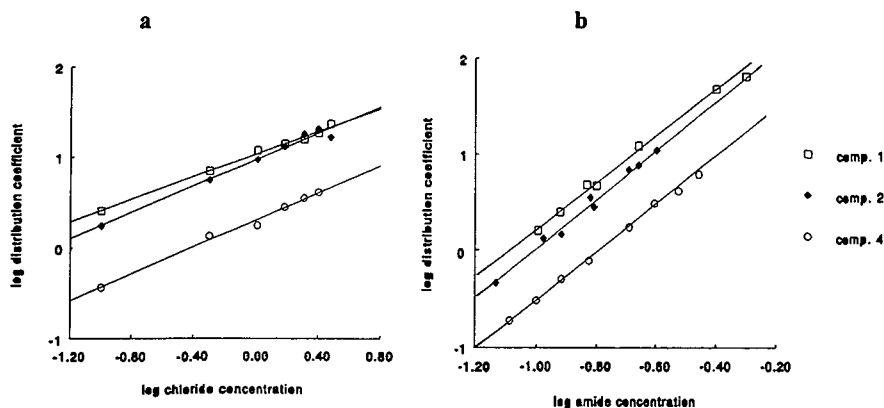 a
b
2
1
0
-1
log distribution coefficient
-1.20 -0.80 -0.40 0.00 0.40 0.80
log chloride concentration
2
1
0
-1
log distribution coefficient
-1.20 -1.00 -0.80 -0.60 -0.40 -0.20
log amide concentration
comp. 1
comp. 2
comp. 4